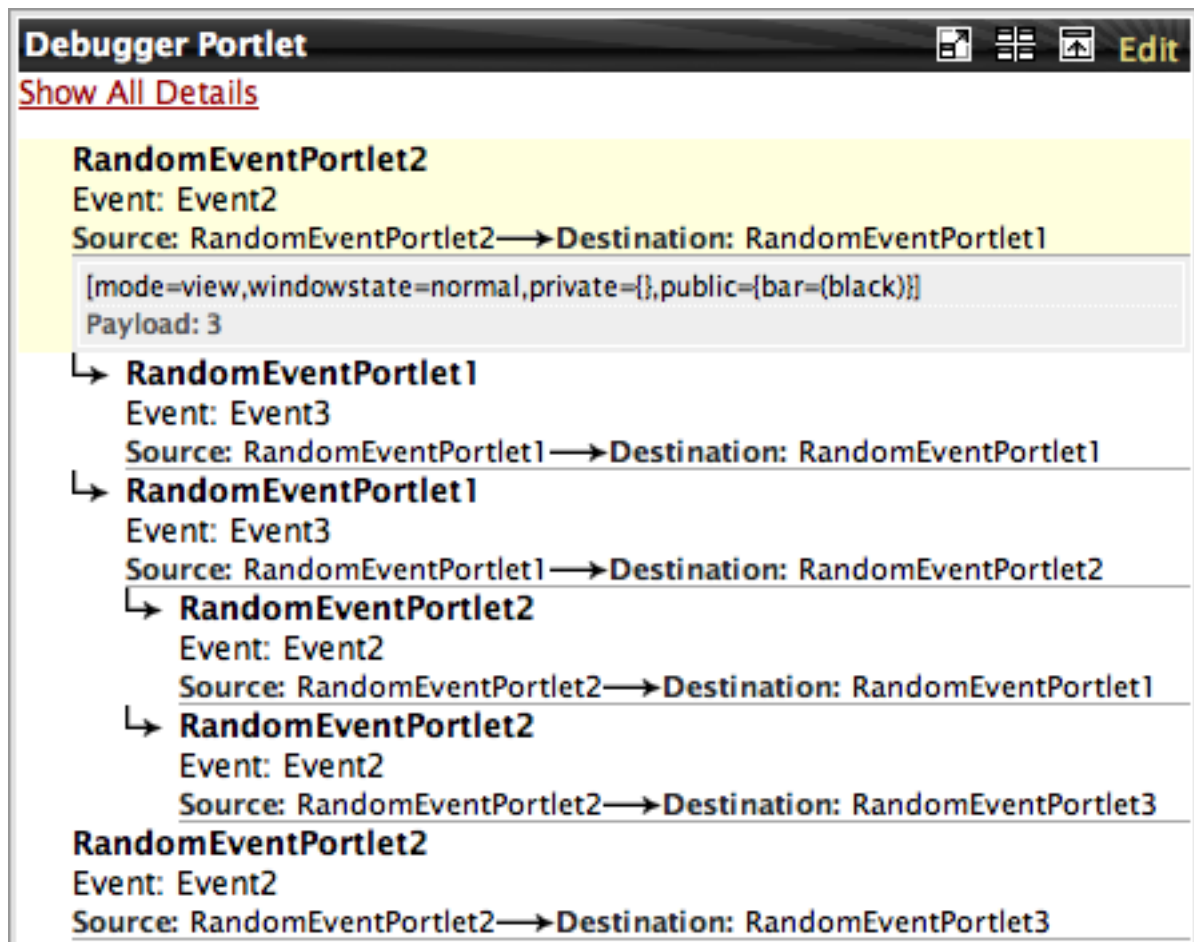 Debugger Portlet Edit
Show All Details
RandomEventPortlet2
Event: Event2
Source: RandomEventPortlet2→Destination: RandomEventPortlet1
[mode=view,windowstate=normal,private={},public={bar=(black)}]
Payload: 3
RandomEventPortlet1
Event: Event3
Source: RandomEventPortlet1→Destination: RandomEventPortlet1
RandomEventPortlet1
Event: Event3
Source: RandomEventPortlet1→Destination: RandomEventPortlet2
RandomEventPortlet2
Event: Event2
Source: RandomEventPortlet2→Destination: RandomEventPortlet1
RandomEventPortlet2
Event: Event2
Source: RandomEventPortlet2→Destination: RandomEventPortlet3
RandomEventPortlet2
Event: Event2
Source: RandomEventPortlet2→Destination: RandomEventPortlet3